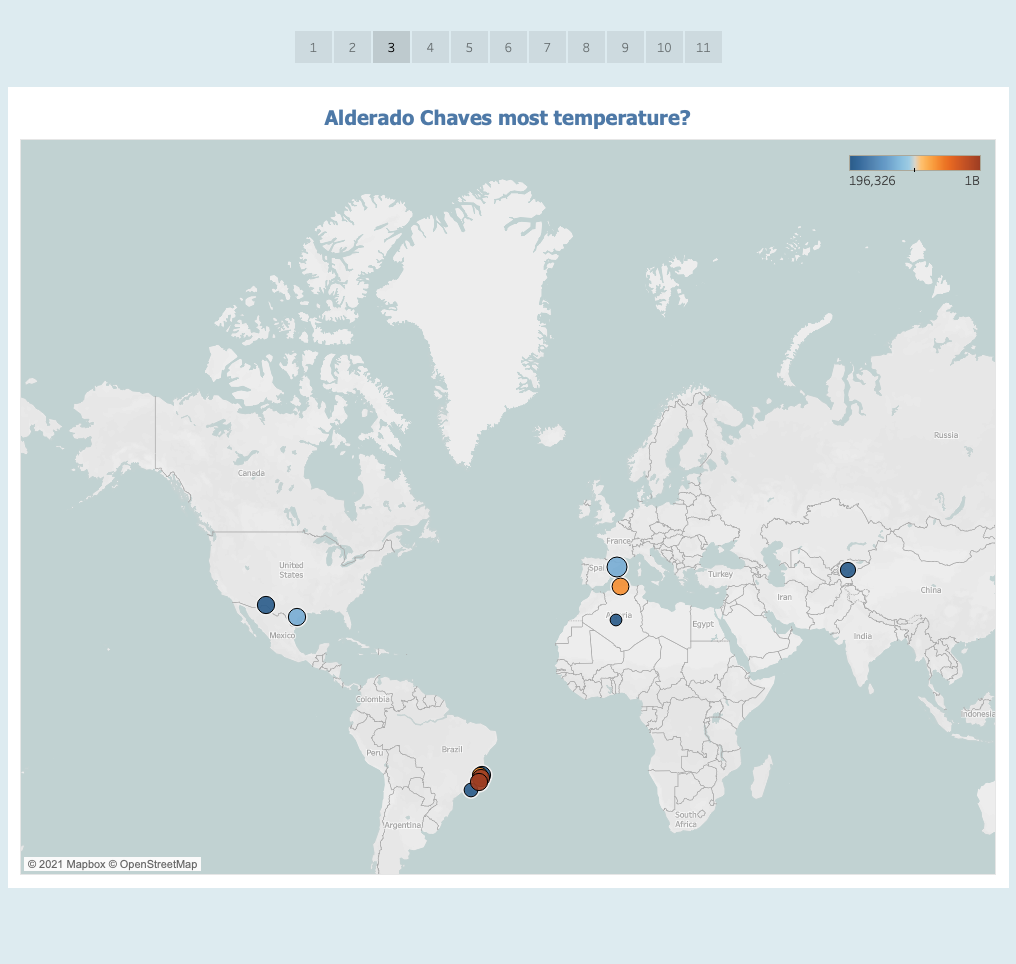 1 2 3 4 5 6 7 8 9 10 11
Alderado Chaves most temperature?
196,326 1B
Russia
Canada
France
United
States
Spai
Turkey
China
Iran
Mexico
Egypt
India
Colombia
Indonesia
Brazil
Peru
South
Africa
Argentina
© 2021 Mapbox © OpenStreetMap